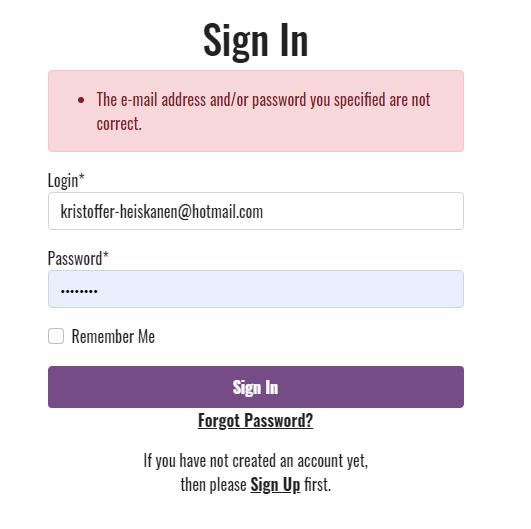 Sign In
The e-mail address and/or password you specified are not
correct.
Login*
kristoffer-heiskanen@hotmail.com
Password*
••••••••
Remember Me
Sign In
Forgot Password?
If you have not created an account yet,
then please Sign Up first.